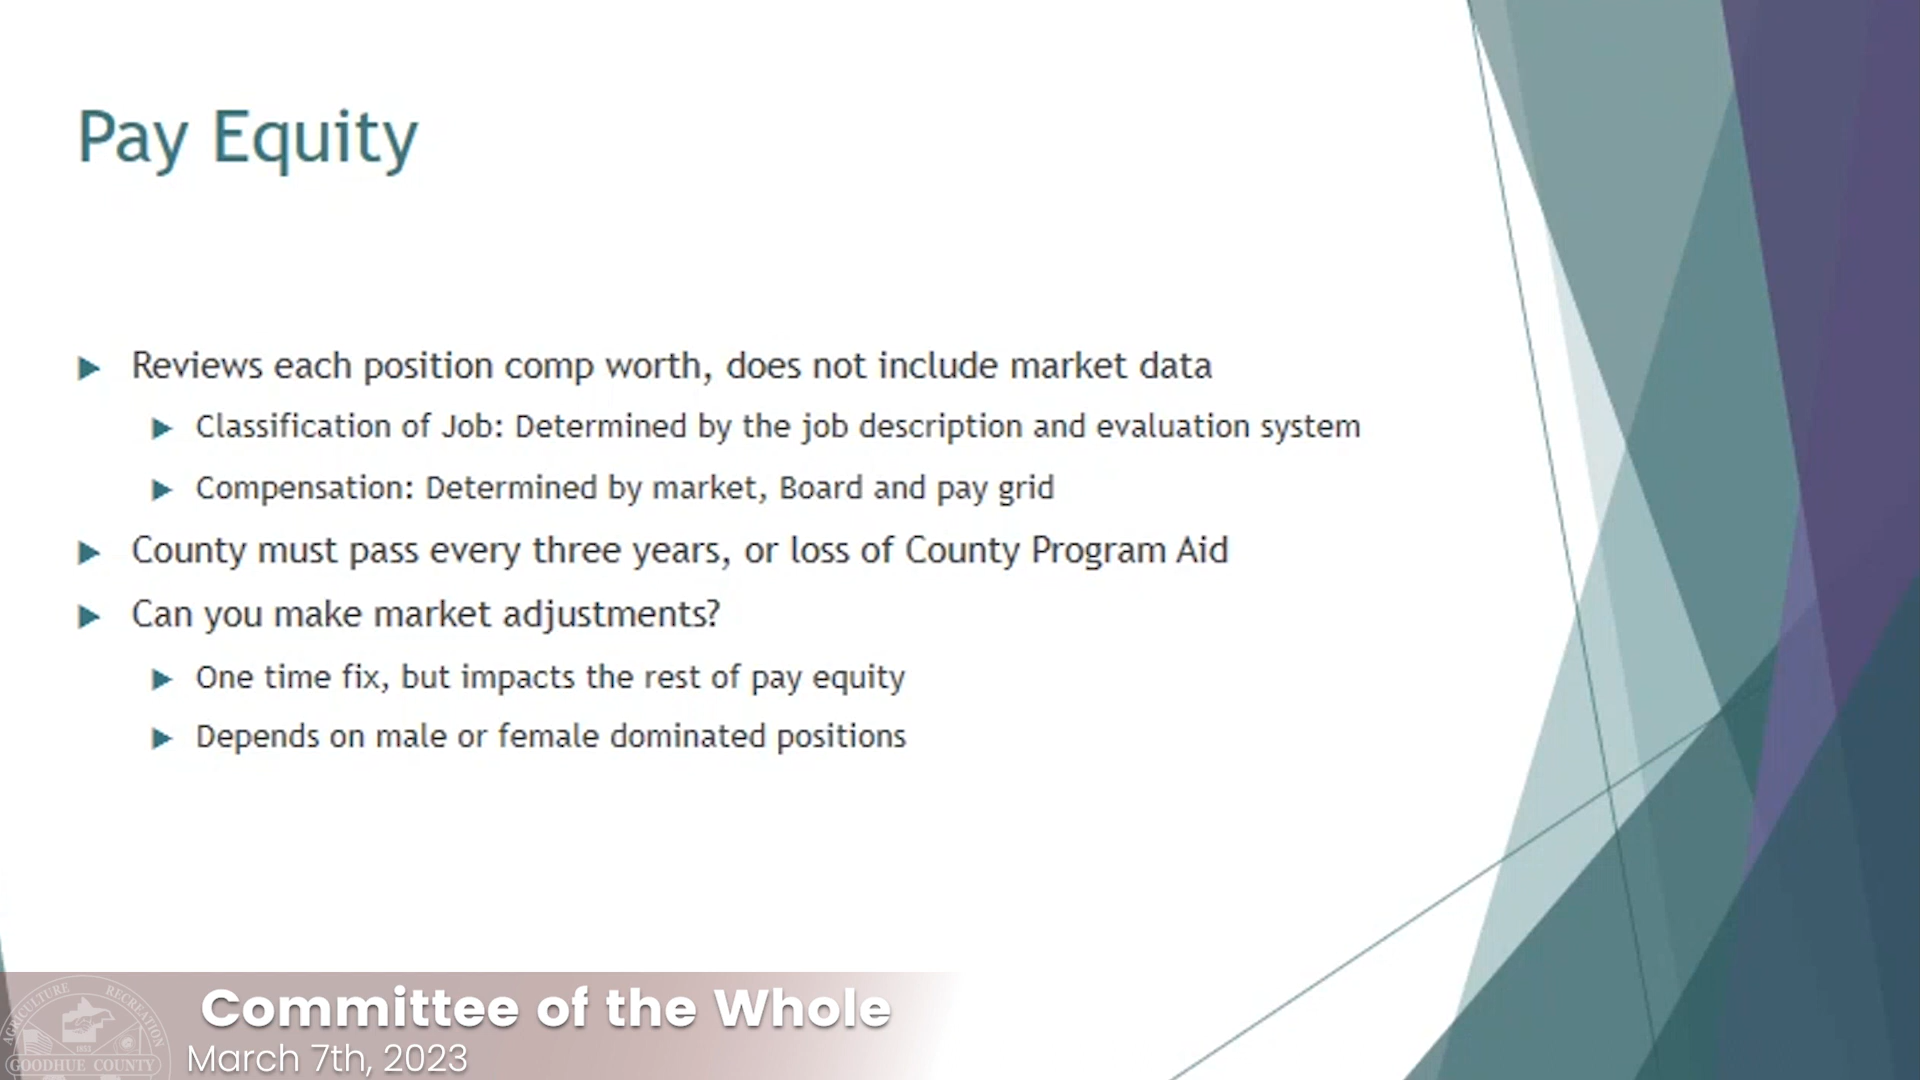 Pay Equity
Reviews each position comp worth, does not include market data
Classification of Job: Determined by the job description and evaluation system
Compensation: Determined by market, Board and pay grid
County must pass every three years, or loss of County Program Aid
Can you make market adjustments?
One time fix, but impacts the rest of pay equity
Depends on male or female dominated positions
Committee of the Whole
March 7th, 2023
AGRICULTURE RECREATION
1853
GOODHUE COUNTY